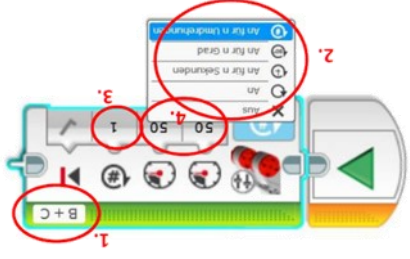 1.
B + C
3.
4.
50
50
1
2.
Aus
An
An für n Sekunden
An für n Grad
An für n Umdrehungen